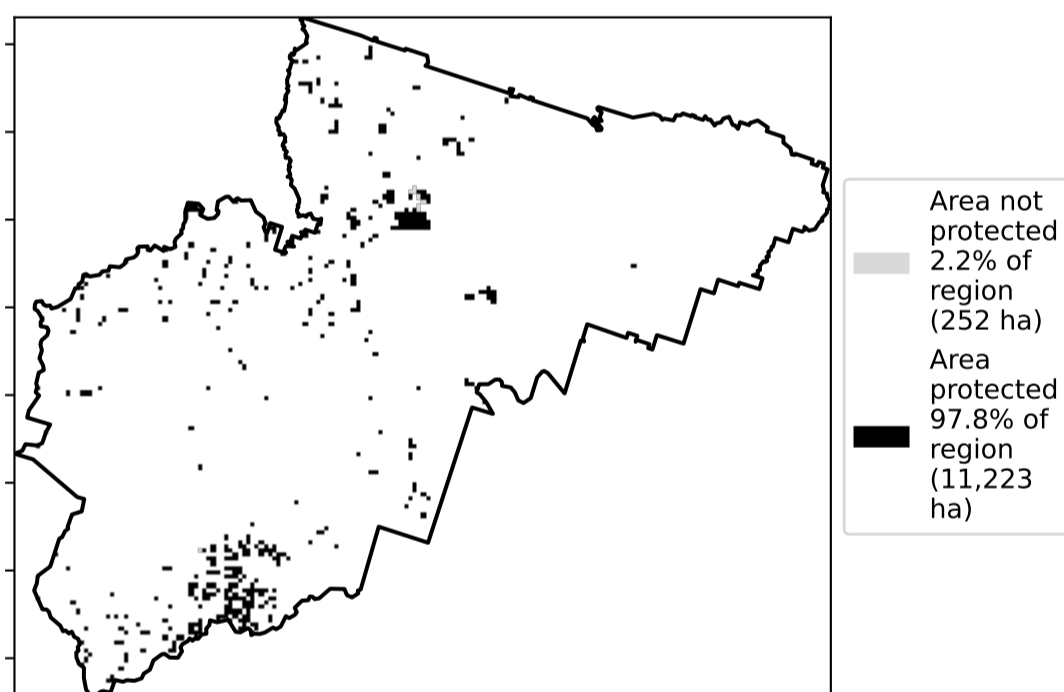 Area not
protected
2.2% of
region
(252 ha)
Area
protected
97.8% of
region
(11,223
ha)